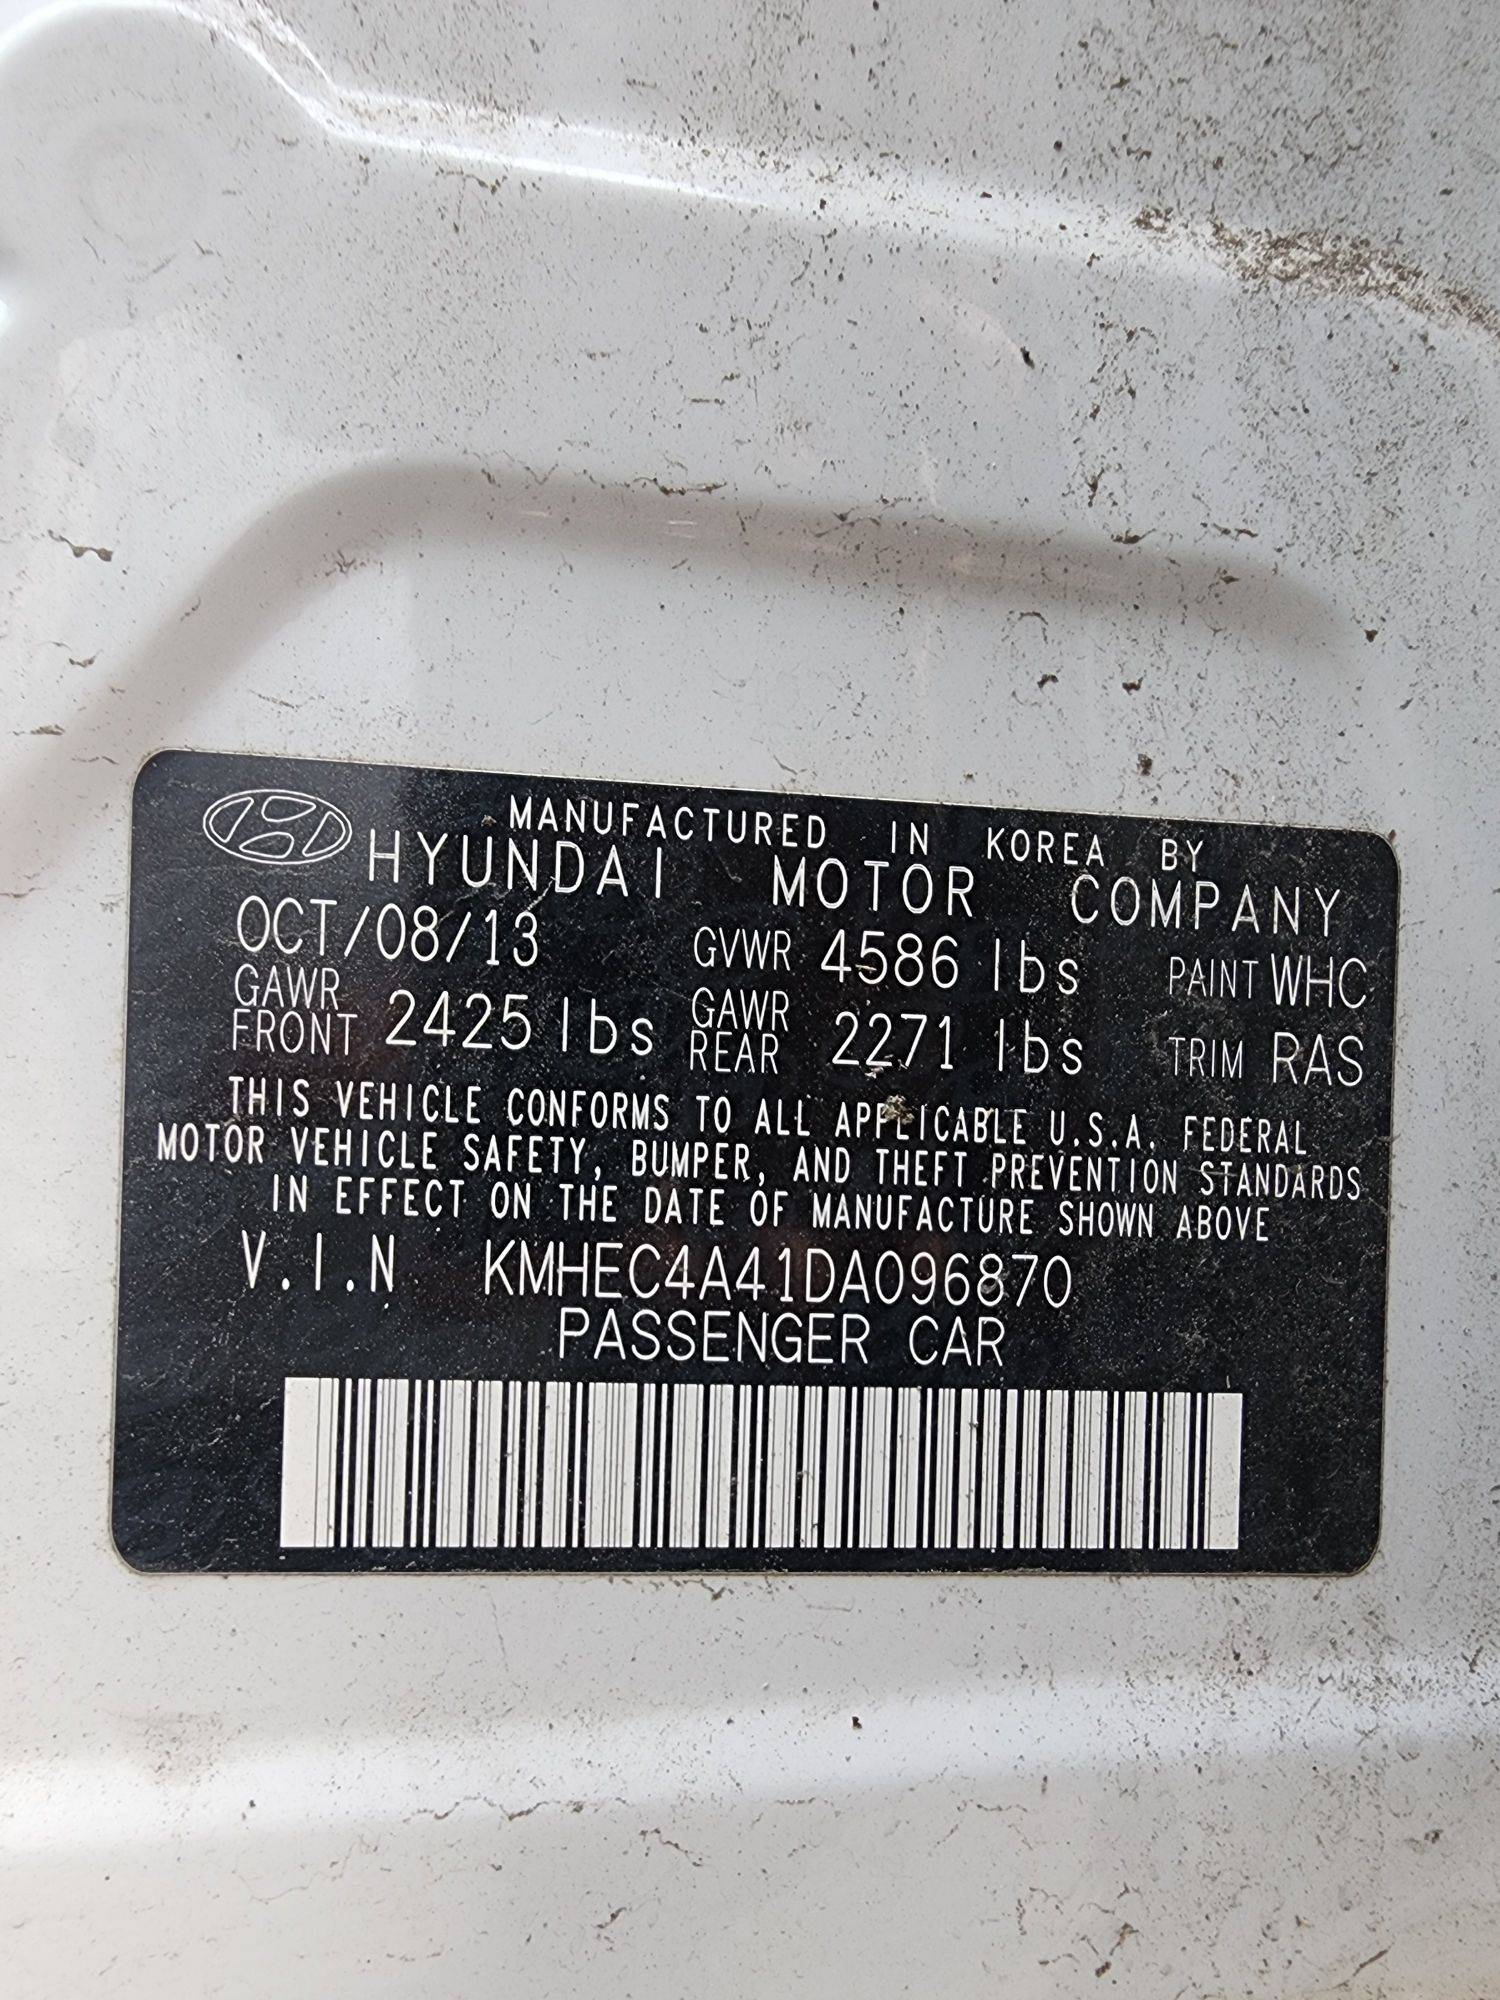 MANUFACTURED IN KOREA BY
HYUNDAI MOTOR COMPANY
OCT/08/13 GVWR 4586 lbs PAINT WHC
GAWR FRONT 2425 lbs GAWR REAR 2271 lbs TRIM RAS
THIS VEHICLE CONFORMS TO ALL APPLICABLE U.S.A. FEDERAL
MOTOR VEHICLE SAFETY, BUMPER, AND THEFT PREVENTION STANDARDS
IN EFFECT ON THE DATE OF MANUFACTURE SHOWN ABOVE
V.I.N KMHEC4A41DA096870
PASSENGER CAR